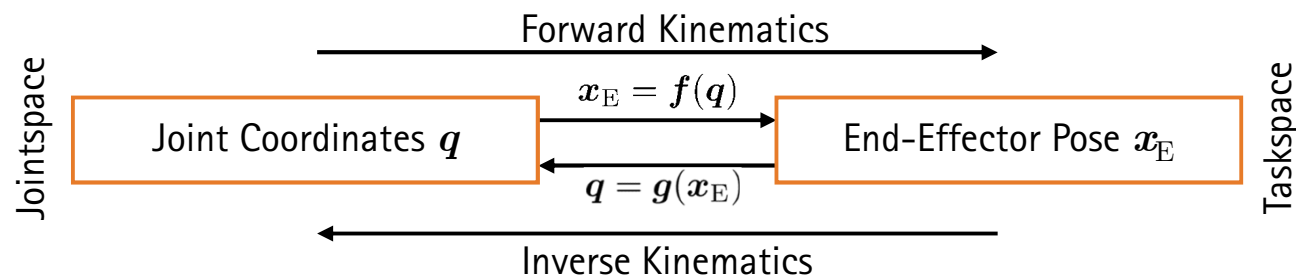 Forward Kinematics
Jointspace
Joint Coordinates q
x_E = f(q)
q = g(x_E)
End-Effector Pose x_E
Taskspace
Inverse Kinematics